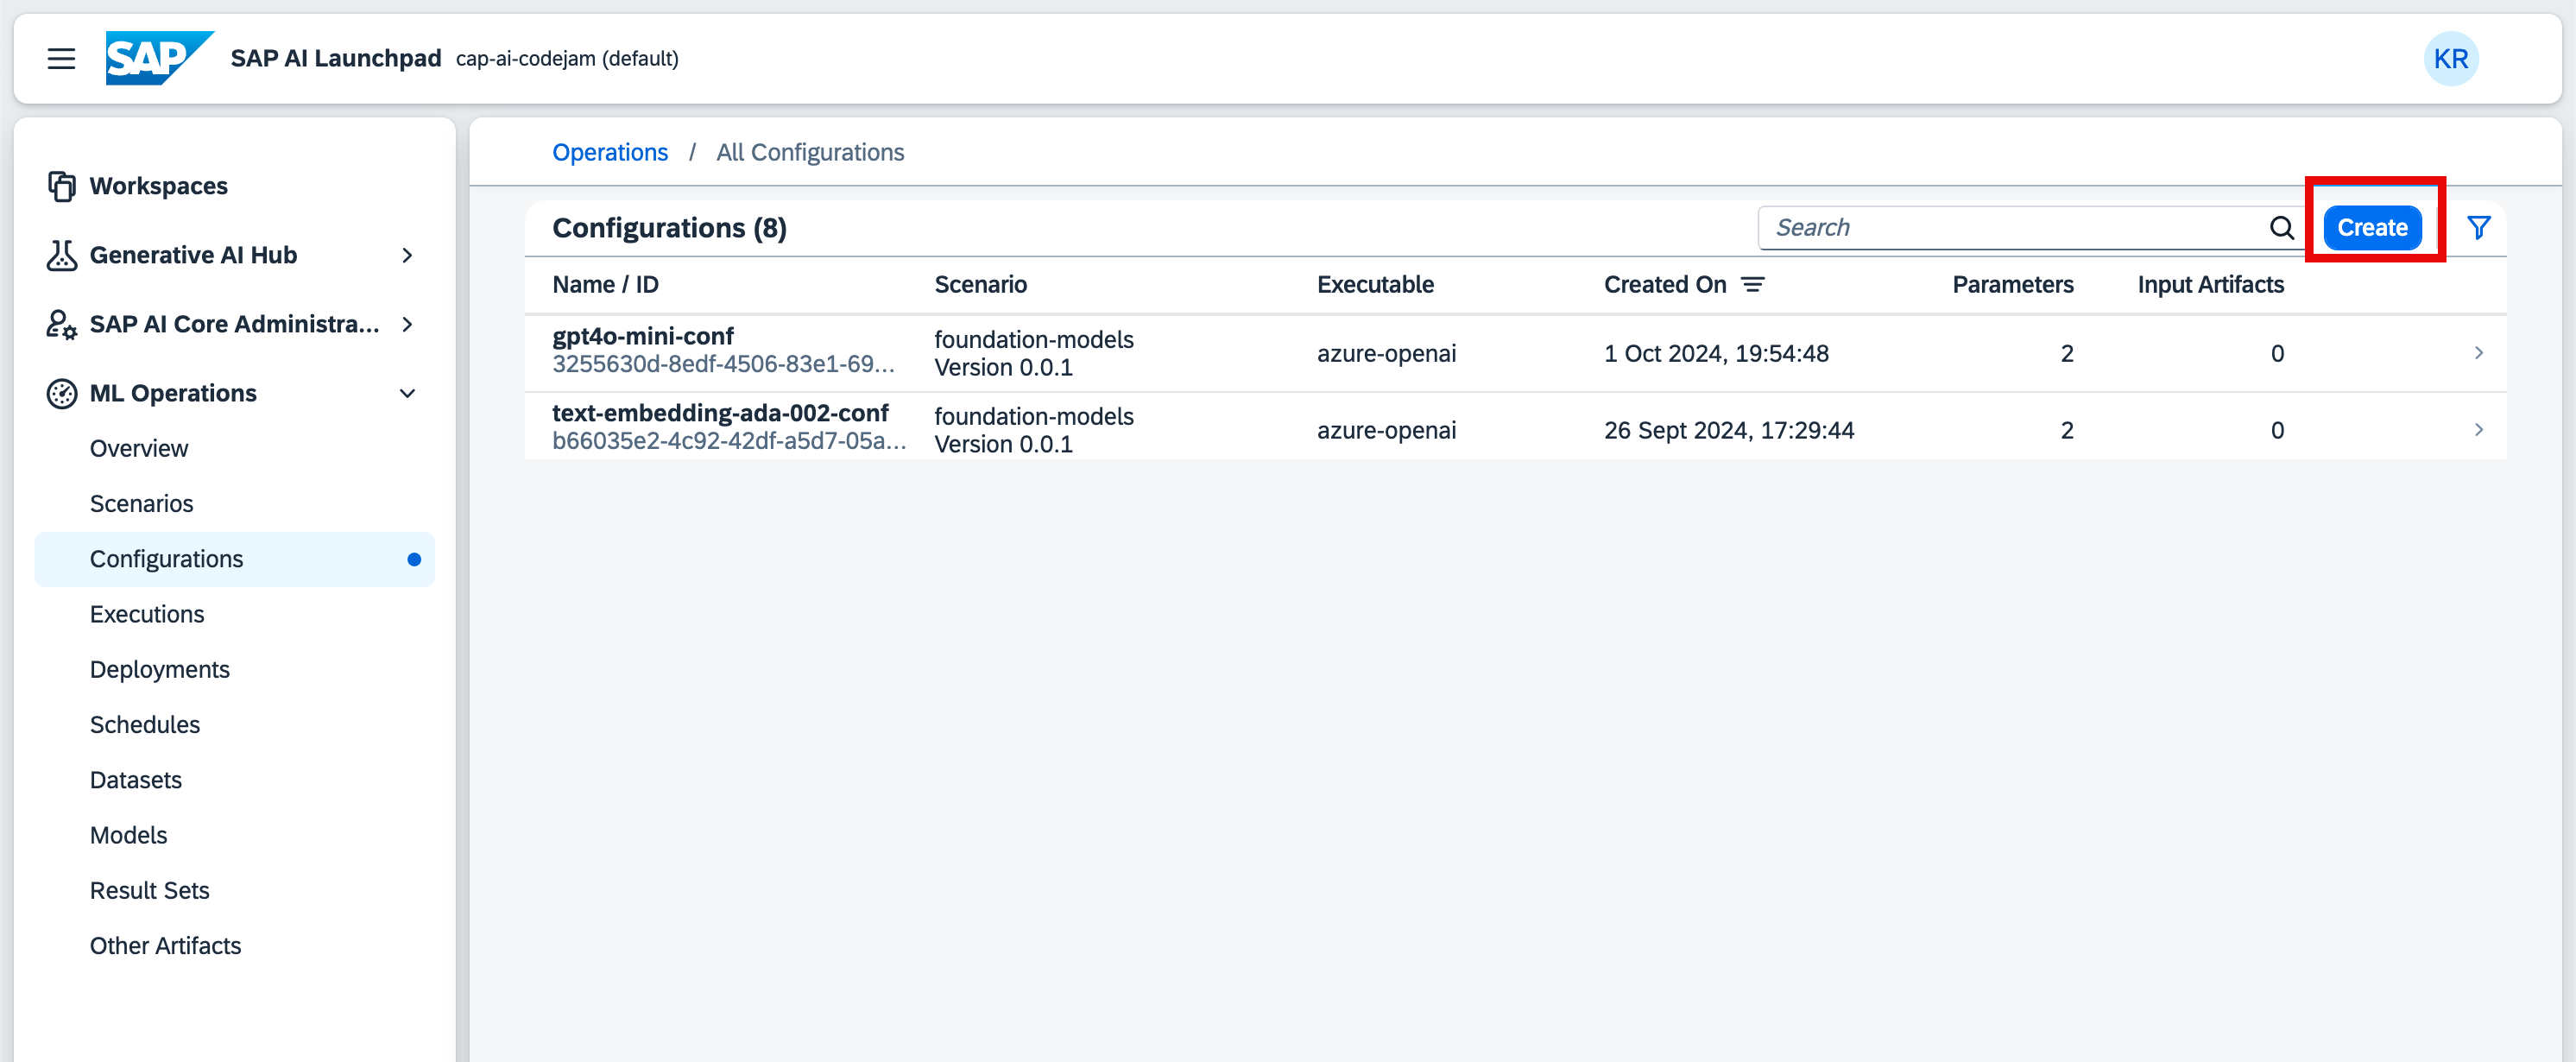 SAP SAP AI Launchpad cap-ai-codejam (default) KR
Workspaces
Generative AI Hub
SAP AI Core Administra...
ML Operations
Overview
Scenarios
Configurations
Executions
Deployments
Schedules
Datasets
Models
Result Sets
Other Artifacts
Operations / All Configurations
Configurations (8) Search Create
Name / ID Scenario Executable Created On Parameters Input Artifacts
gpt4o-mini-conf foundation-models azure-openai 1 Oct 2024, 19:54:48 2 0
3255630d-8edf-4506-83e1-69... Version 0.0.1
text-embedding-ada-002-conf foundation-models azure-openai 26 Sept 2024, 17:29:44 2 0
b66035e2-4c92-42df-a5d7-05a... Version 0.0.1